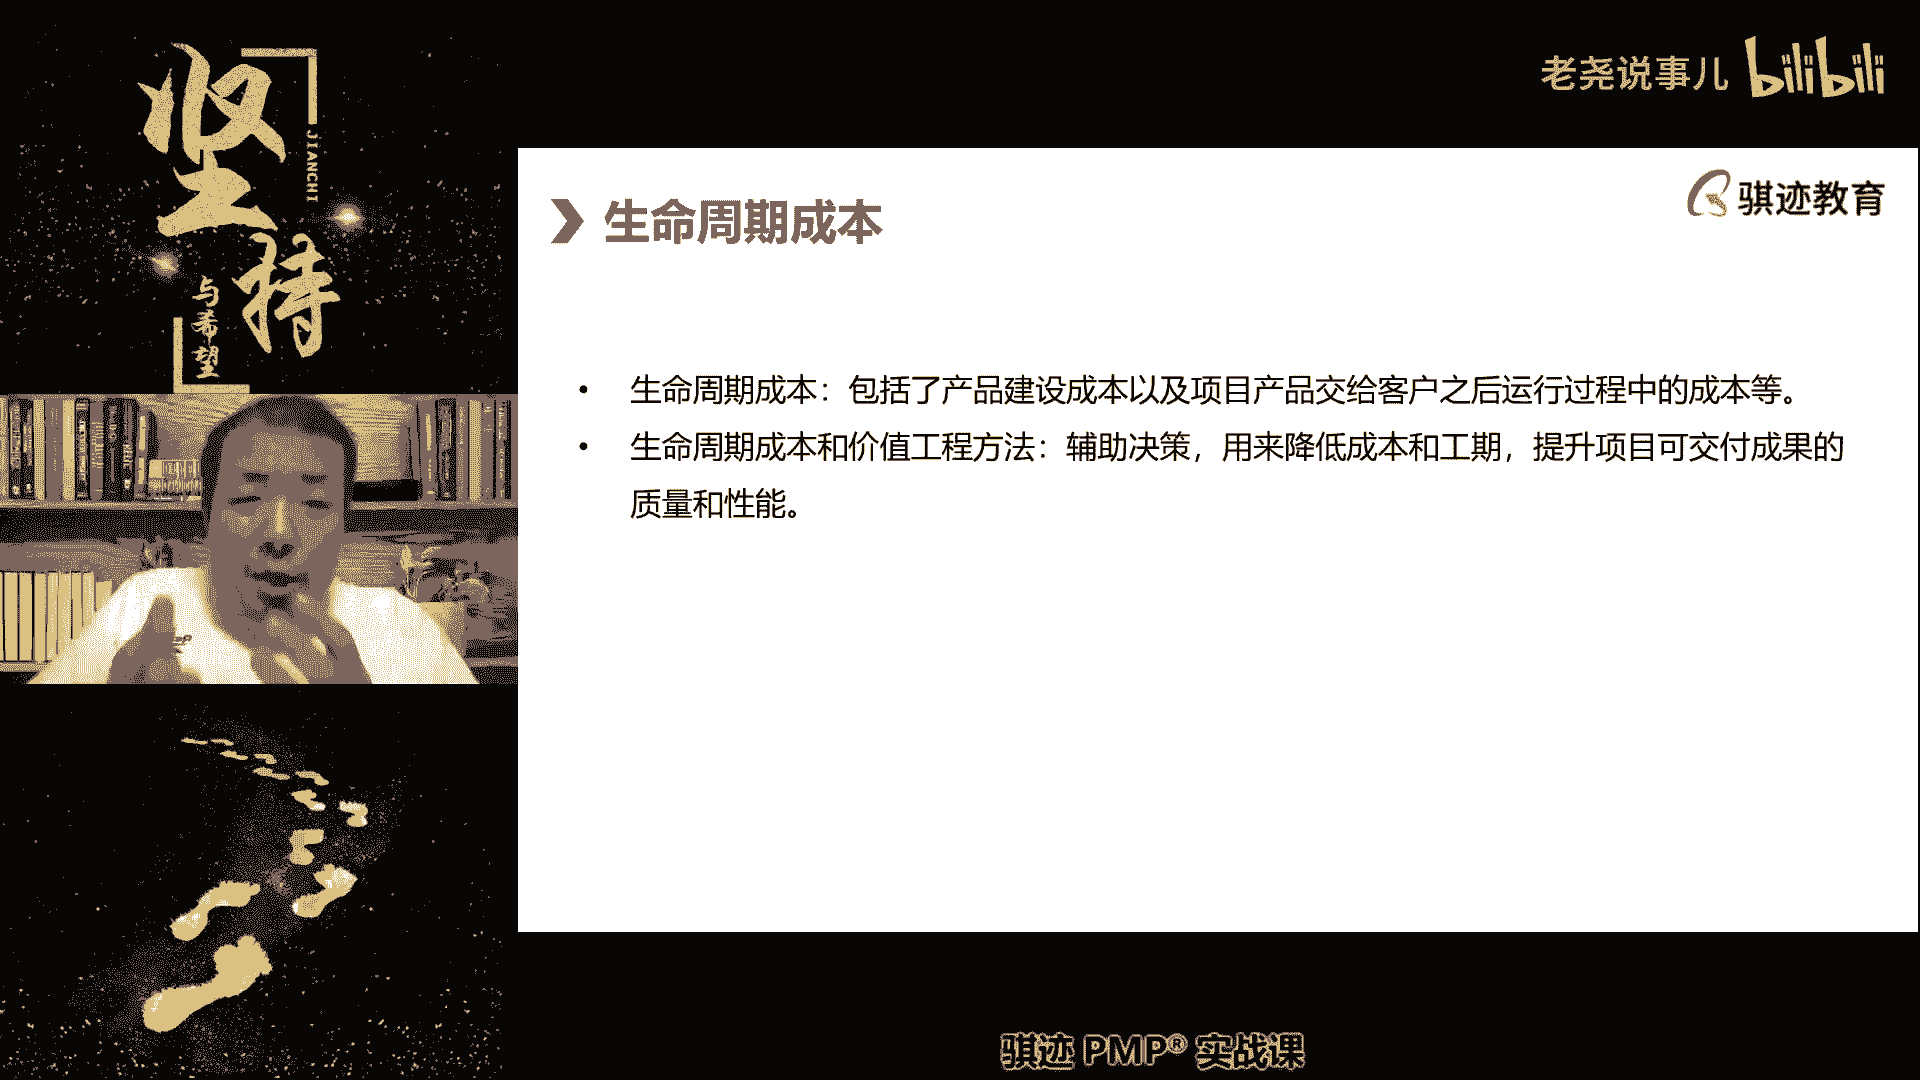 坚
持
JIANCHI
与希望
老尧说事儿 bilibili
骐迹教育
生命周期成本
• 生命周期成本：包括了产品建设成本以及项目产品交给客户之后运行过程中的成本等。
• 生命周期成本和价值工程方法：辅助决策，用来降低成本和工期，提升项目可交付成果的
质量和性能。
骐迹 PMP® 实战课